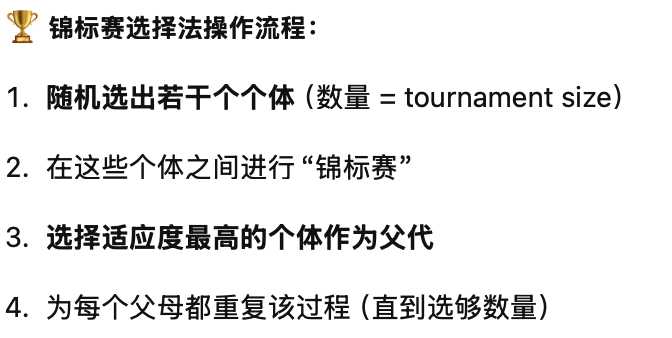 🏆 锦标赛选择法操作流程：
1. 随机选出若干个个体（数量 = tournament size）
2. 在这些个体之间进行“锦标赛”
3. 选择适应度最高的个体作为父代
4. 为每个父母都重复该过程（直到选够数量）